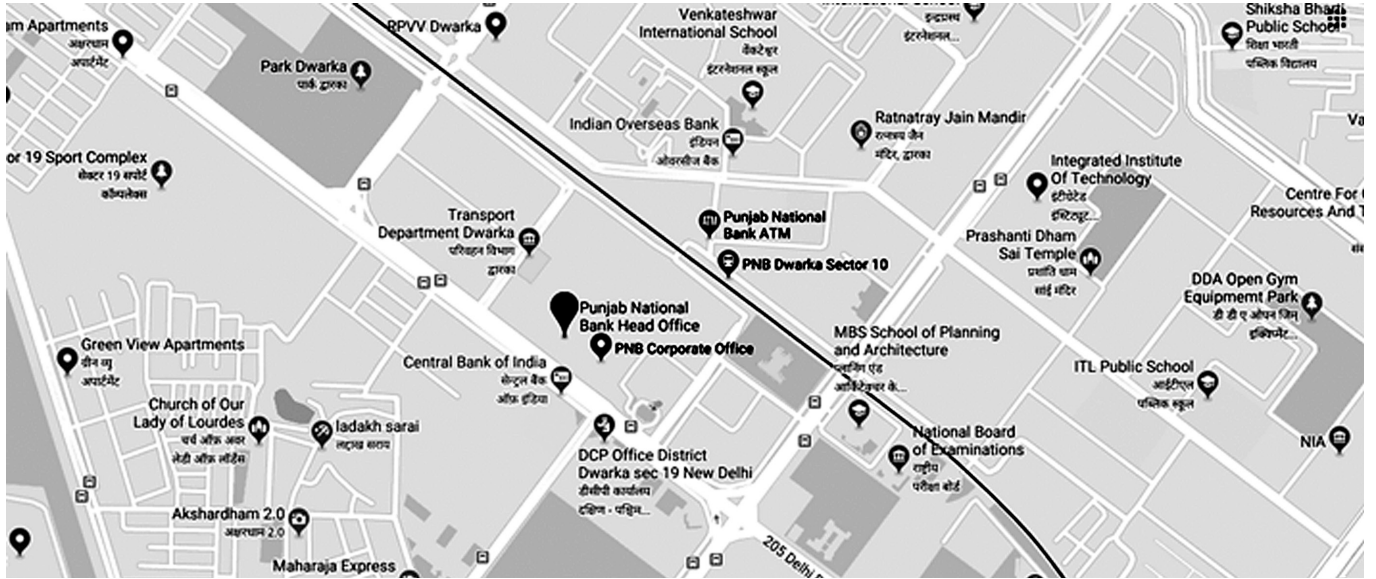 am Apartments
अक्षरधाम
अपार्टमेंट
RPVV Dwarka
Park Dwarka
पार्क द्वारका
Venkateshwar
International School
वेंकटेश्वर
इंटरनेशनल स्कूल
इन्द्रप्रस्थ
इंटरनेशनल...
Shiksha Bharti
Public School
शिक्षा भारती
पब्लिक विद्यालय
Indian Overseas Bank
इंडियन
ओवरसीज बैंक
Ratnatray Jain Mandir
रत्नत्रय जैन
मंदिर, द्वारका
Va
or 19 Sport Complex
सेक्टर 19 स्पोर्ट
कॉम्पलेक्स
Integrated Institute
Of Technology
इंटीग्रेटेड
इंस्टिट्यूट...
Centre For
Resources And T
Transport
Department Dwarka
परिवहन विभाग
द्वारका
Punjab National
Bank ATM
PNB Dwarka Sector 10
Prashanti Dham
Sai Temple
प्रशांति धाम
सांई मंदिर
DDA Open Gym
Equipmemt Park
डी डी ए ओपन जिम्
इक्विपमेंट...
Punjab National
Bank Head Office
PNB Corporate Office
MBS School of Planning
and Architecture
प्लानिंग एंड
आर्किटेक्चर के...
Green View Apartments
ग्रीन व्यु
अपार्टमेंट
Central Bank of India
सेन्ट्रल बैंक
ऑफ़ इंडिया
ITL Public School
आईटीएल
पब्लिक स्कूल
Church of Our
Lady of Lourdes
चर्च ऑफ़ अवर
लेडी ऑफ़ लॉर्डेस
ladakh sarai
लद्दाख सराय
DCP Office District
Dwarka sec 19 New Delhi
डीसीपी कार्यालय
दक्षिण - पश्चिम...
National Board
of Examinations
राष्ट्रीय
परीक्षा बोर्ड
NIA
Akshardham 2.0
अक्षरधाम 2.0
Maharaja Express
205 Delhi